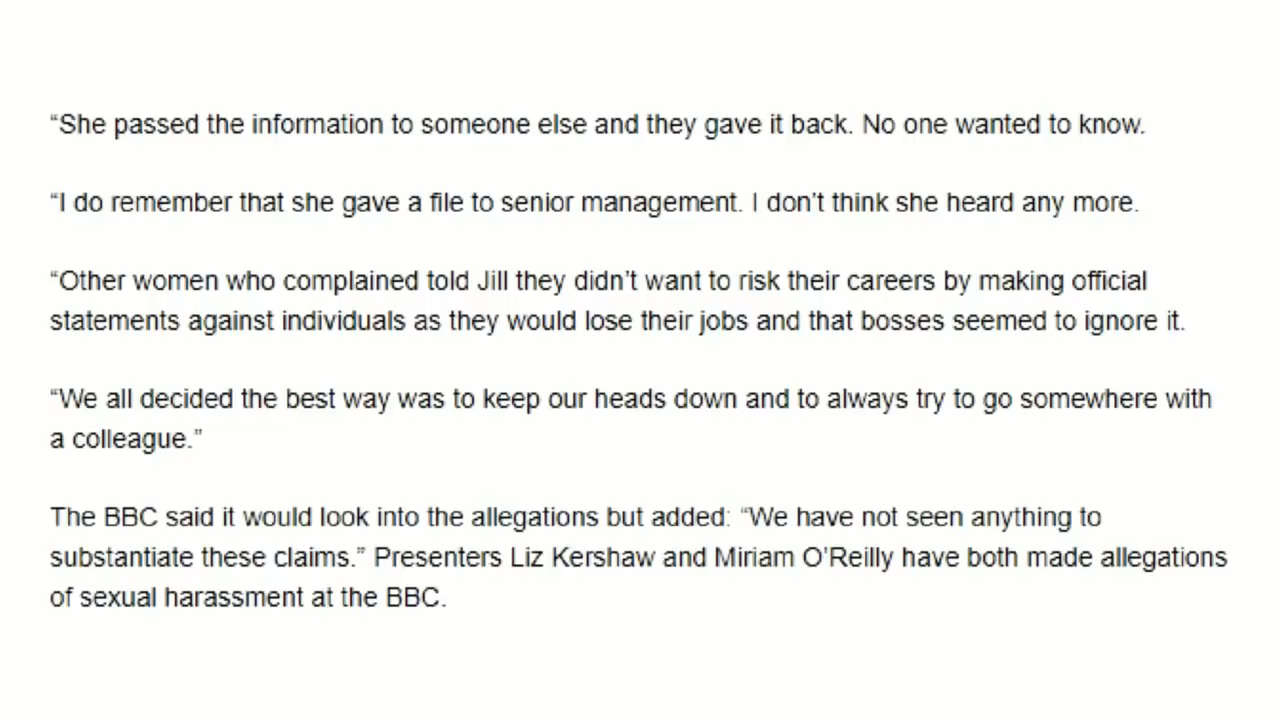 “She passed the information to someone else and they gave it back. No one wanted to know.
“I do remember that she gave a file to senior management. I don’t think she heard any more.
“Other women who complained told Jill they didn’t want to risk their careers by making official
statements against individuals as they would lose their jobs and that bosses seemed to ignore it.
“We all decided the best way was to keep our heads down and to always try to go somewhere with
a colleague.”
The BBC said it would look into the allegations but added: “We have not seen anything to
substantiate these claims.” Presenters Liz Kershaw and Miriam O’Reilly have both made allegations
of sexual harassment at the BBC.